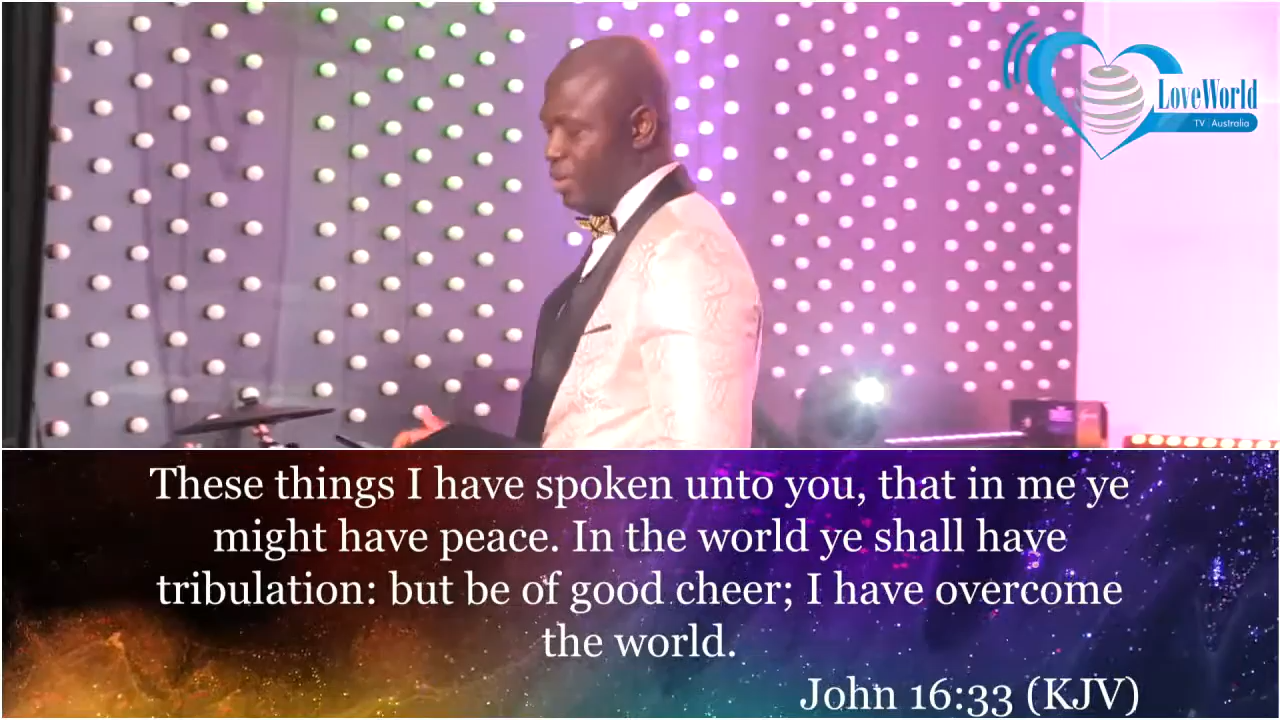 LoveWorld
TV | Australia
These things I have spoken unto you, that in me ye
might have peace. In the world ye shall have
tribulation: but be of good cheer; I have overcome
the world.
John 16:33 (KJV)